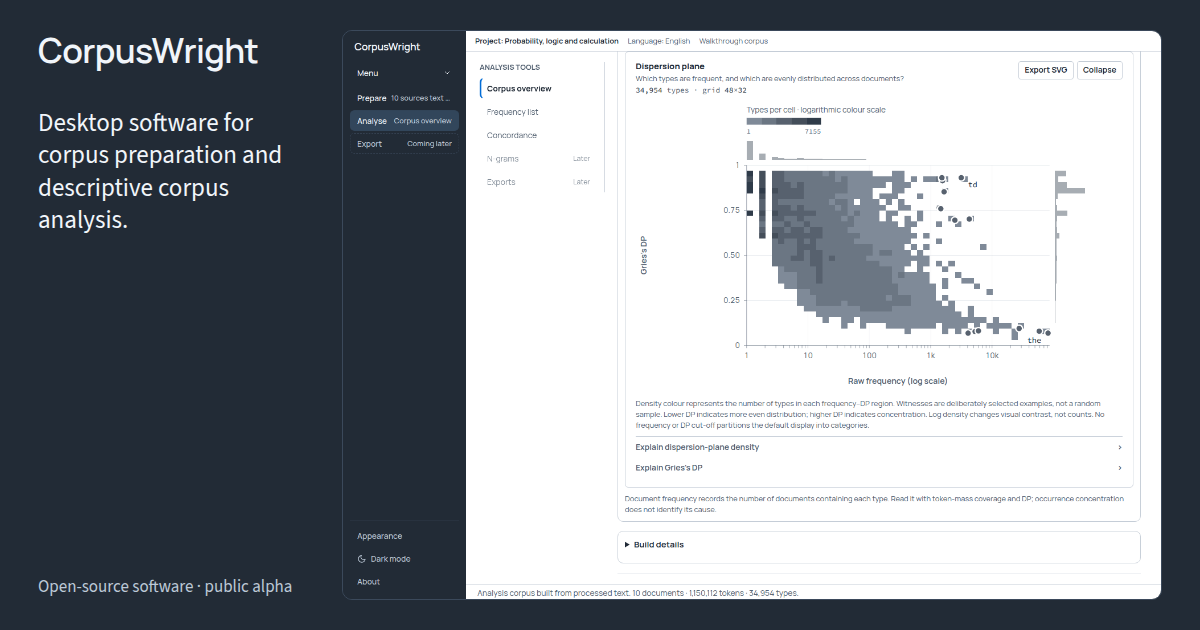 CorpusWright
Desktop software for
corpus preparation and
descriptive corpus
analysis.
Open-source software · public alpha
CorpusWright
Menu
Prepare 10 sources text ...
Analyse Corpus overview
Export Coming later
Appearance
Dark mode
About
Project: Probability, logic and calculation Language: English Walkthrough corpus
ANALYSIS TOOLS
Corpus overview
Frequency list
Concordance
N-grams Later
Exports Later
Dispersion plane
Which types are frequent, and which are evenly distributed across documents?
34,954 types · grid 48×32
Export SVG
Collapse
Types per cell · logarithmic colour scale
1 7155
1
0.75
0.50
0.25
0
Gries's DP
td
the
1 10 100 1k 10k
Raw frequency (log scale)
Density colour represents the number of types in each frequency–DP region. Witnesses are deliberately selected examples, not a random
sample. Lower DP indicates more even distribution; higher DP indicates concentration. Log density changes visual contrast, not counts. No
frequency or DP cut-off partitions the default display into categories.
Explain dispersion-plane density
Explain Gries's DP
Document frequency records the number of documents containing each type. Read it with token-mass coverage and DP; occurrence concentration
does not identify its cause.
Build details
Analysis corpus built from processed text. 10 documents · 1,150,112 tokens · 34,954 types.